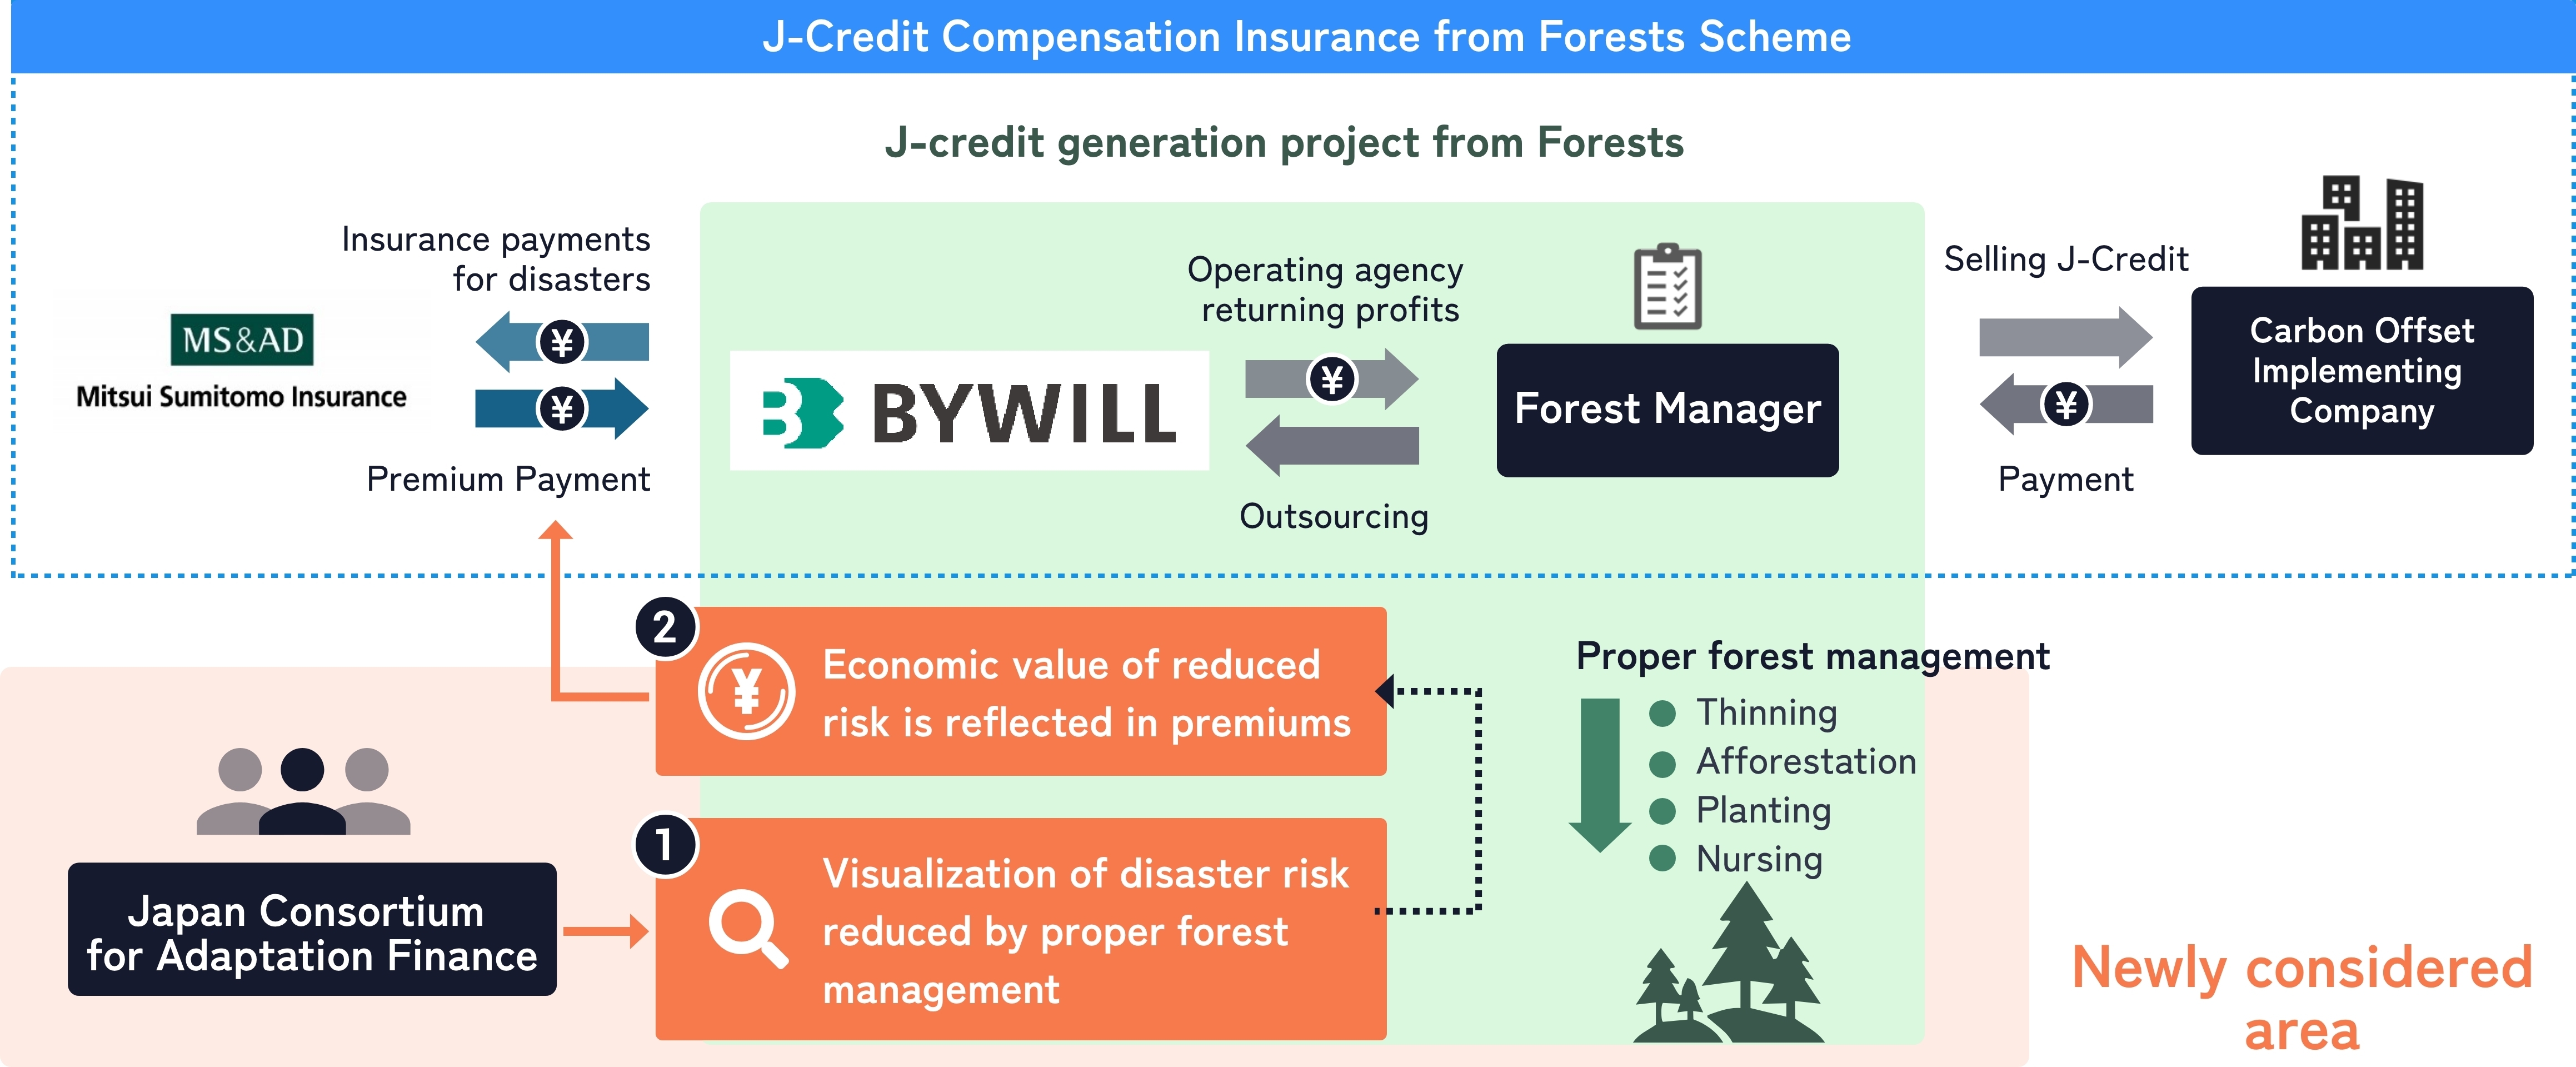 J-Credit Compensation Insurance from Forests Scheme
J-credit generation project from Forests
Insurance payments
for disasters
MS&AD
Mitsui Sumitomo Insurance
¥
¥
Premium Payment
BYWILL
Operating agency
returning profits
¥
Outsourcing
Forest Manager
Selling J-Credit
¥
Payment
Carbon Offset
Implementing
Company
2
¥
Economic value of reduced
risk is reflected in premiums
1
Visualization of disaster risk
reduced by proper forest
management
Japan Consortium
for Adaptation Finance
Proper forest management
Thinning
Afforestation
Planting
Nursing
Newly considered
area